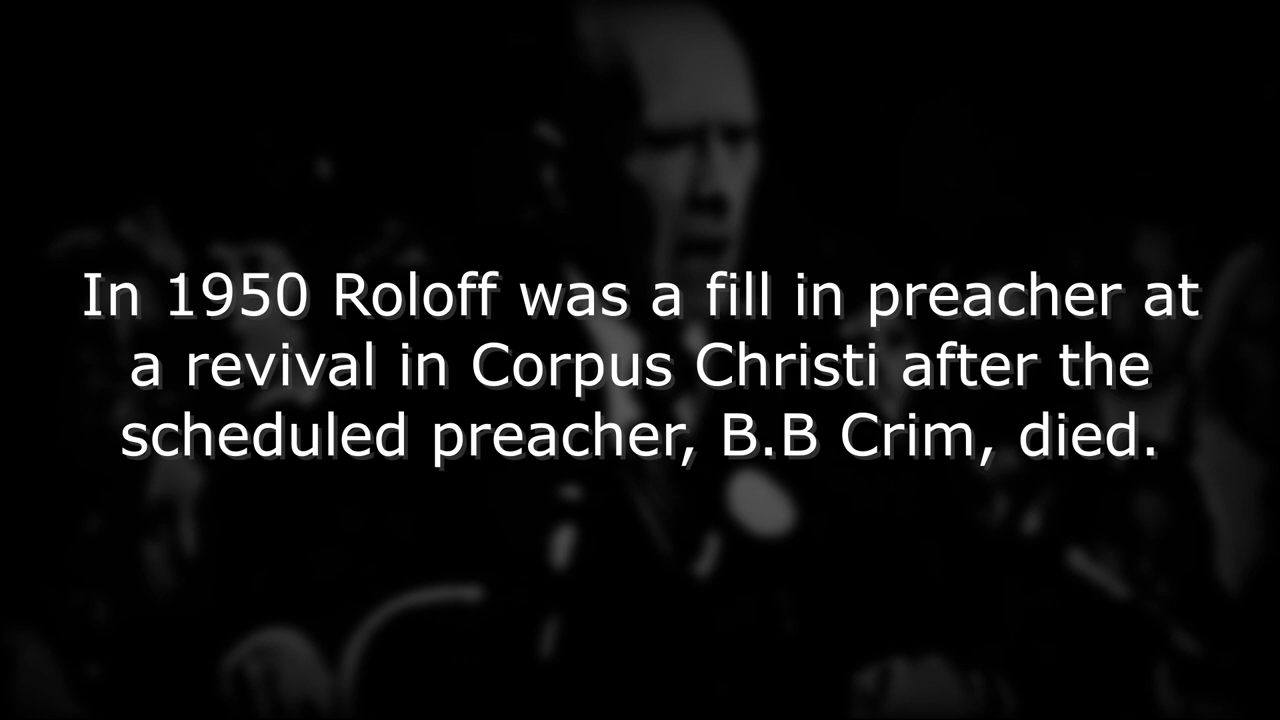 In 1950 Roloff was a fill in preacher at
a revival in Corpus Christi after the
scheduled preacher, B.B Crim, died.